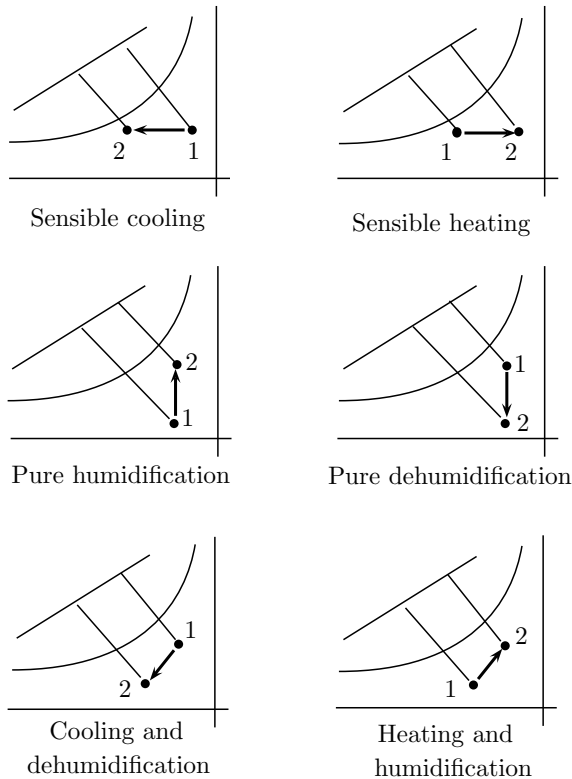 2 1
1 2
Sensible cooling
Sensible heating
2
1
1
2
Pure humidification
Pure dehumidification
1
2
2
1
Cooling and
dehumidification
Heating and
humidification